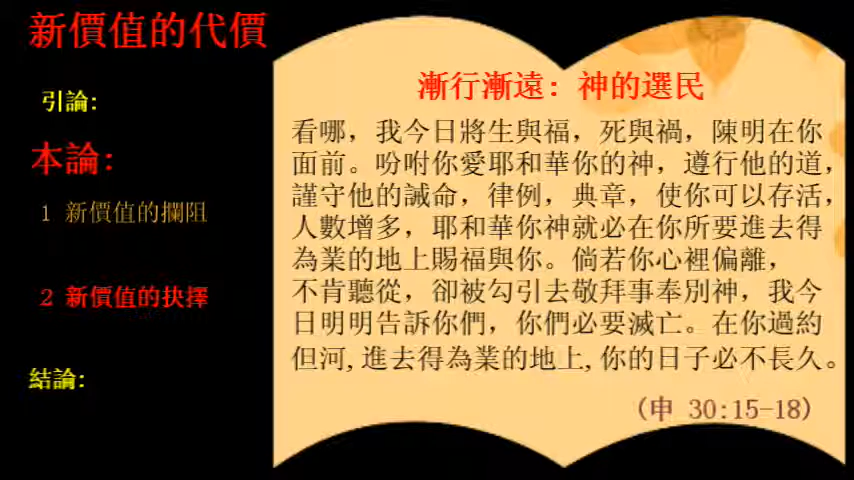 新價值的代價
引論:
本論:
1 新價值的攔阻
2 新價值的抉擇
結論:
漸行漸遠: 神的選民
看哪，我今日將生與福，死與禍，陳明在你
面前。吩咐你愛耶和華你的神，遵行他的道，
謹守他的誡命，律例，典章，使你可以存活，
人數增多，耶和華你神就必在你所要進去得
為業的地上賜福與你。倘若你心裡偏離，
不肯聽從，卻被勾引去敬拜事奉別神，我今
日明明告訴你們，你們必要滅亡。在你過約
但河, 進去得為業的地上, 你的日子必不長久。
(申 30:15-18)